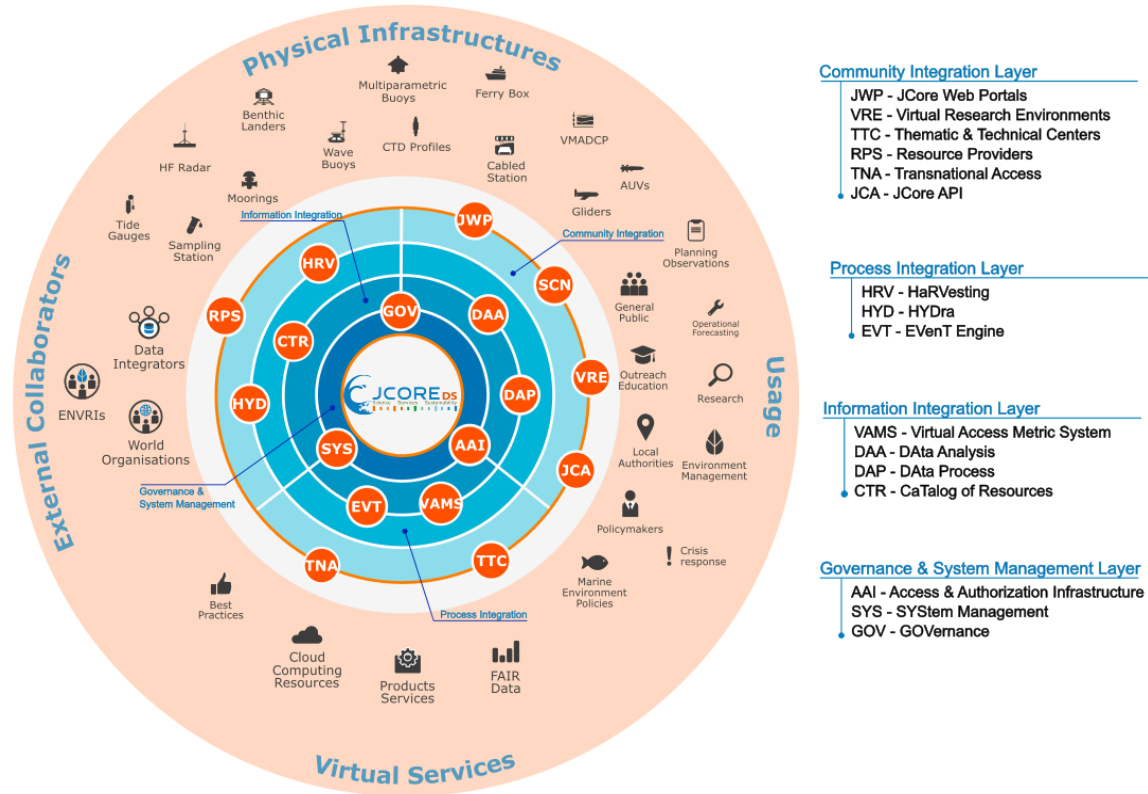 Physical Infrastructures
Multiparametric
Buoys
Ferry Box
Benthic
Landers
VMADCP
HF Radar
Wave
Buoys
CTD Profiles
Cabled
Station
AUVs
Moorings
Gliders
Tide
Gauges
Sampling
Station
Information Integration
Community Integration
Planning
Observations
JWP
HRV
SCN
RPS
GOV
DAA
CTR
VRE
HYD
DAP
SYS
AAI
JCA
EVT
VAMS
TNA
TTC
JCORE DS
Science Services Sustainability
External Collaborators
Data
Integrators
ENVRIs
World
Organisations
Governance &
System Management
Process Integration
Usage
General
Public
Operational
Forecasting
Outreach
Education
Research
Local
Authorities
Environment
Management
Policymakers
Crisis
response
Marine
Environment
Policies
Best
Practices
Cloud
Computing
Resources
Products
Services
FAIR
Data
Virtual Services
Community Integration Layer
JWP - JCore Web Portals
VRE - Virtual Research Environments
TTC - Thematic & Technical Centers
RPS - Resource Providers
TNA - Transnational Access
JCA - JCore API
Process Integration Layer
HRV - HaRVesting
HYD - HYDra
EVT - EVenT Engine
Information Integration Layer
VAMS - Virtual Access Metric System
DAA - DAta Analysis
DAP - DAta Process
CTR - CaTalog of Resources
Governance & System Management Layer
AAI - Access & Authorization Infrastructure
SYS - SYStem Management
GOV - GOVernance